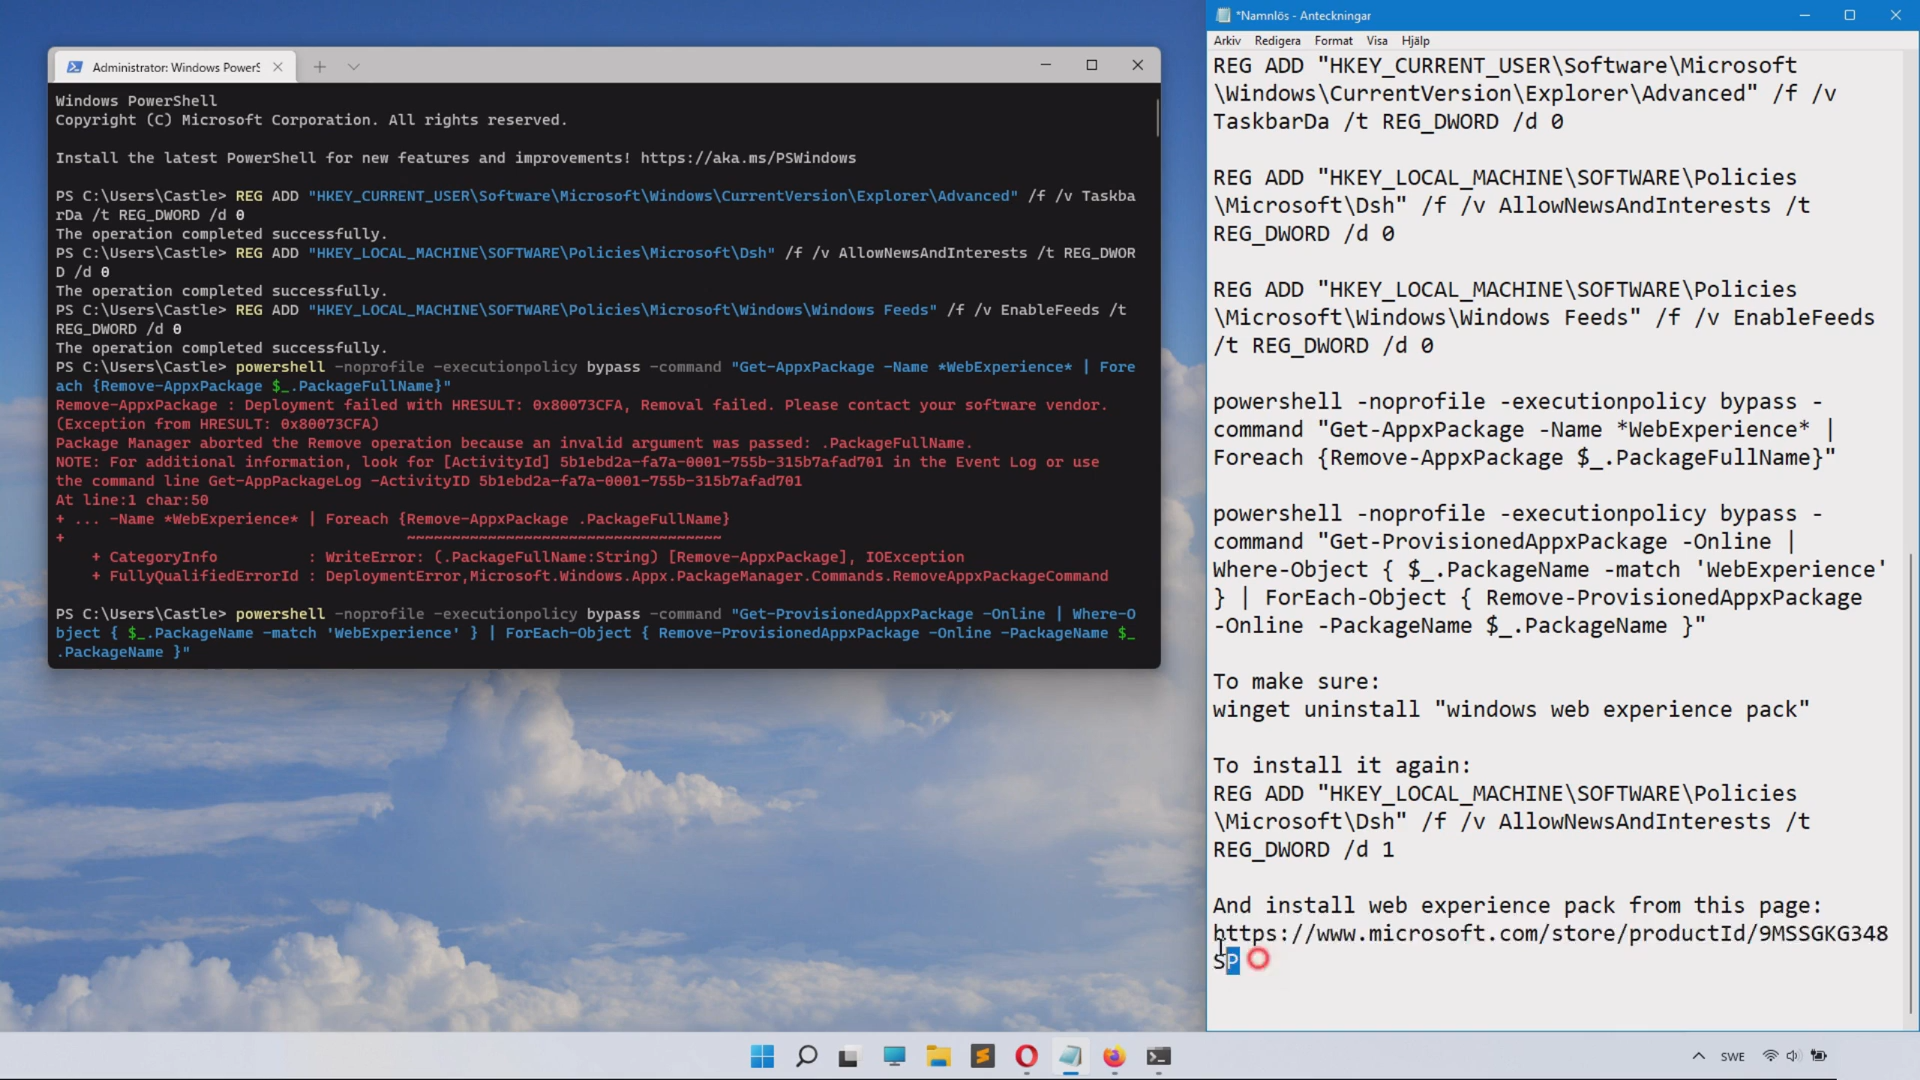 Administrator: Windows PowerS
Windows PowerShell
Copyright (C) Microsoft Corporation. All rights reserved.
Install the latest PowerShell for new features and improvements! https://aka.ms/PSWindows
PS C:\Users\Castle> REG ADD "HKEY_CURRENT_USER\Software\Microsoft\Windows\CurrentVersion\Explorer\Advanced" /f /v Taskba
rDa /t REG_DWORD /d 0
The operation completed successfully.
PS C:\Users\Castle> REG ADD "HKEY_LOCAL_MACHINE\SOFTWARE\Policies\Microsoft\Dsh" /f /v AllowNewsAndInterests /t REG_DWOR
D /d 0
The operation completed successfully.
PS C:\Users\Castle> REG ADD "HKEY_LOCAL_MACHINE\SOFTWARE\Policies\Microsoft\Windows\Windows Feeds" /f /v EnableFeeds /t
REG_DWORD /d 0
The operation completed successfully.
PS C:\Users\Castle> powershell -noprofile -executionpolicy bypass -command "Get-AppxPackage -Name *WebExperience* | Fore
ach {Remove-AppxPackage $_.PackageFullName}"
Remove-AppxPackage : Deployment failed with HRESULT: 0x80073CFA, Removal failed. Please contact your software vendor.
(Exception from HRESULT: 0x80073CFA)
Package Manager aborted the Remove operation because an invalid argument was passed: .PackageFullName.
NOTE: For additional information, look for [ActivityId] 5b1ebd2a-fa7a-0001-755b-315b7afad701 in the Event Log or use
the command line Get-AppPackageLog -ActivityID 5b1ebd2a-fa7a-0001-755b-315b7afad701
At line:1 char:50
+ ... -Name *WebExperience* | Foreach {Remove-AppxPackage .PackageFullName}
+                                      ~~~~~~~~~~~~~~~~~~~~~~~~~~~~~~~~~~~
+ CategoryInfo : WriteError: (.PackageFullName:String) [Remove-AppxPackage], IOException
+ FullyQualifiedErrorId : DeploymentError,Microsoft.Windows.Appx.PackageManager.Commands.RemoveAppxPackageCommand
PS C:\Users\Castle> powershell -noprofile -executionpolicy bypass -command "Get-ProvisionedAppxPackage -Online | Where-O
bject { $_.PackageName -match 'WebExperience' } | ForEach-Object { Remove-ProvisionedAppxPackage -Online -PackageName $_
.PackageName }"
*Namnlös - Anteckningar
Arkiv Redigera Format Visa Hjälp
REG ADD "HKEY_CURRENT_USER\Software\Microsoft
\Windows\CurrentVersion\Explorer\Advanced" /f /v
TaskbarDa /t REG_DWORD /d 0
REG ADD "HKEY_LOCAL_MACHINE\SOFTWARE\Policies
\Microsoft\Dsh" /f /v AllowNewsAndInterests /t
REG_DWORD /d 0
REG ADD "HKEY_LOCAL_MACHINE\SOFTWARE\Policies
\Microsoft\Windows\Windows Feeds" /f /v EnableFeeds
/t REG_DWORD /d 0
powershell -noprofile -executionpolicy bypass -
command "Get-AppxPackage -Name *WebExperience* |
Foreach {Remove-AppxPackage $_.PackageFullName}"
powershell -noprofile -executionpolicy bypass -
command "Get-ProvisionedAppxPackage -Online |
Where-Object { $_.PackageName -match 'WebExperience'
} | ForEach-Object { Remove-ProvisionedAppxPackage
-Online -PackageName $_.PackageName }"
To make sure:
winget uninstall "windows web experience pack"
To install it again:
REG ADD "HKEY_LOCAL_MACHINE\SOFTWARE\Policies
\Microsoft\Dsh" /f /v AllowNewsAndInterests /t
REG_DWORD /d 1
And install web experience pack from this page:
https://www.microsoft.com/store/productId/9MSSGKG348
SP
SWE